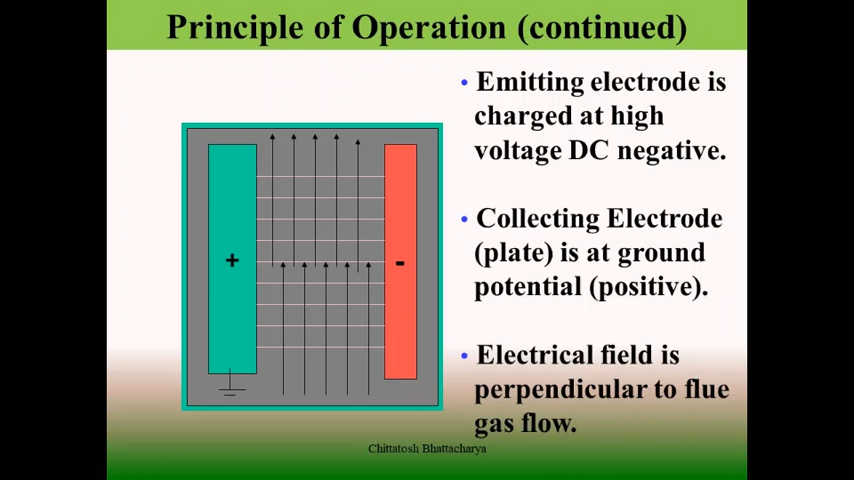 Principle of Operation (continued)
• Emitting electrode is
charged at high
voltage DC negative.
• Collecting Electrode
(plate) is at ground
potential (positive).
• Electrical field is
perpendicular to flue
gas flow.
+
-
Chittatosh Bhattacharya